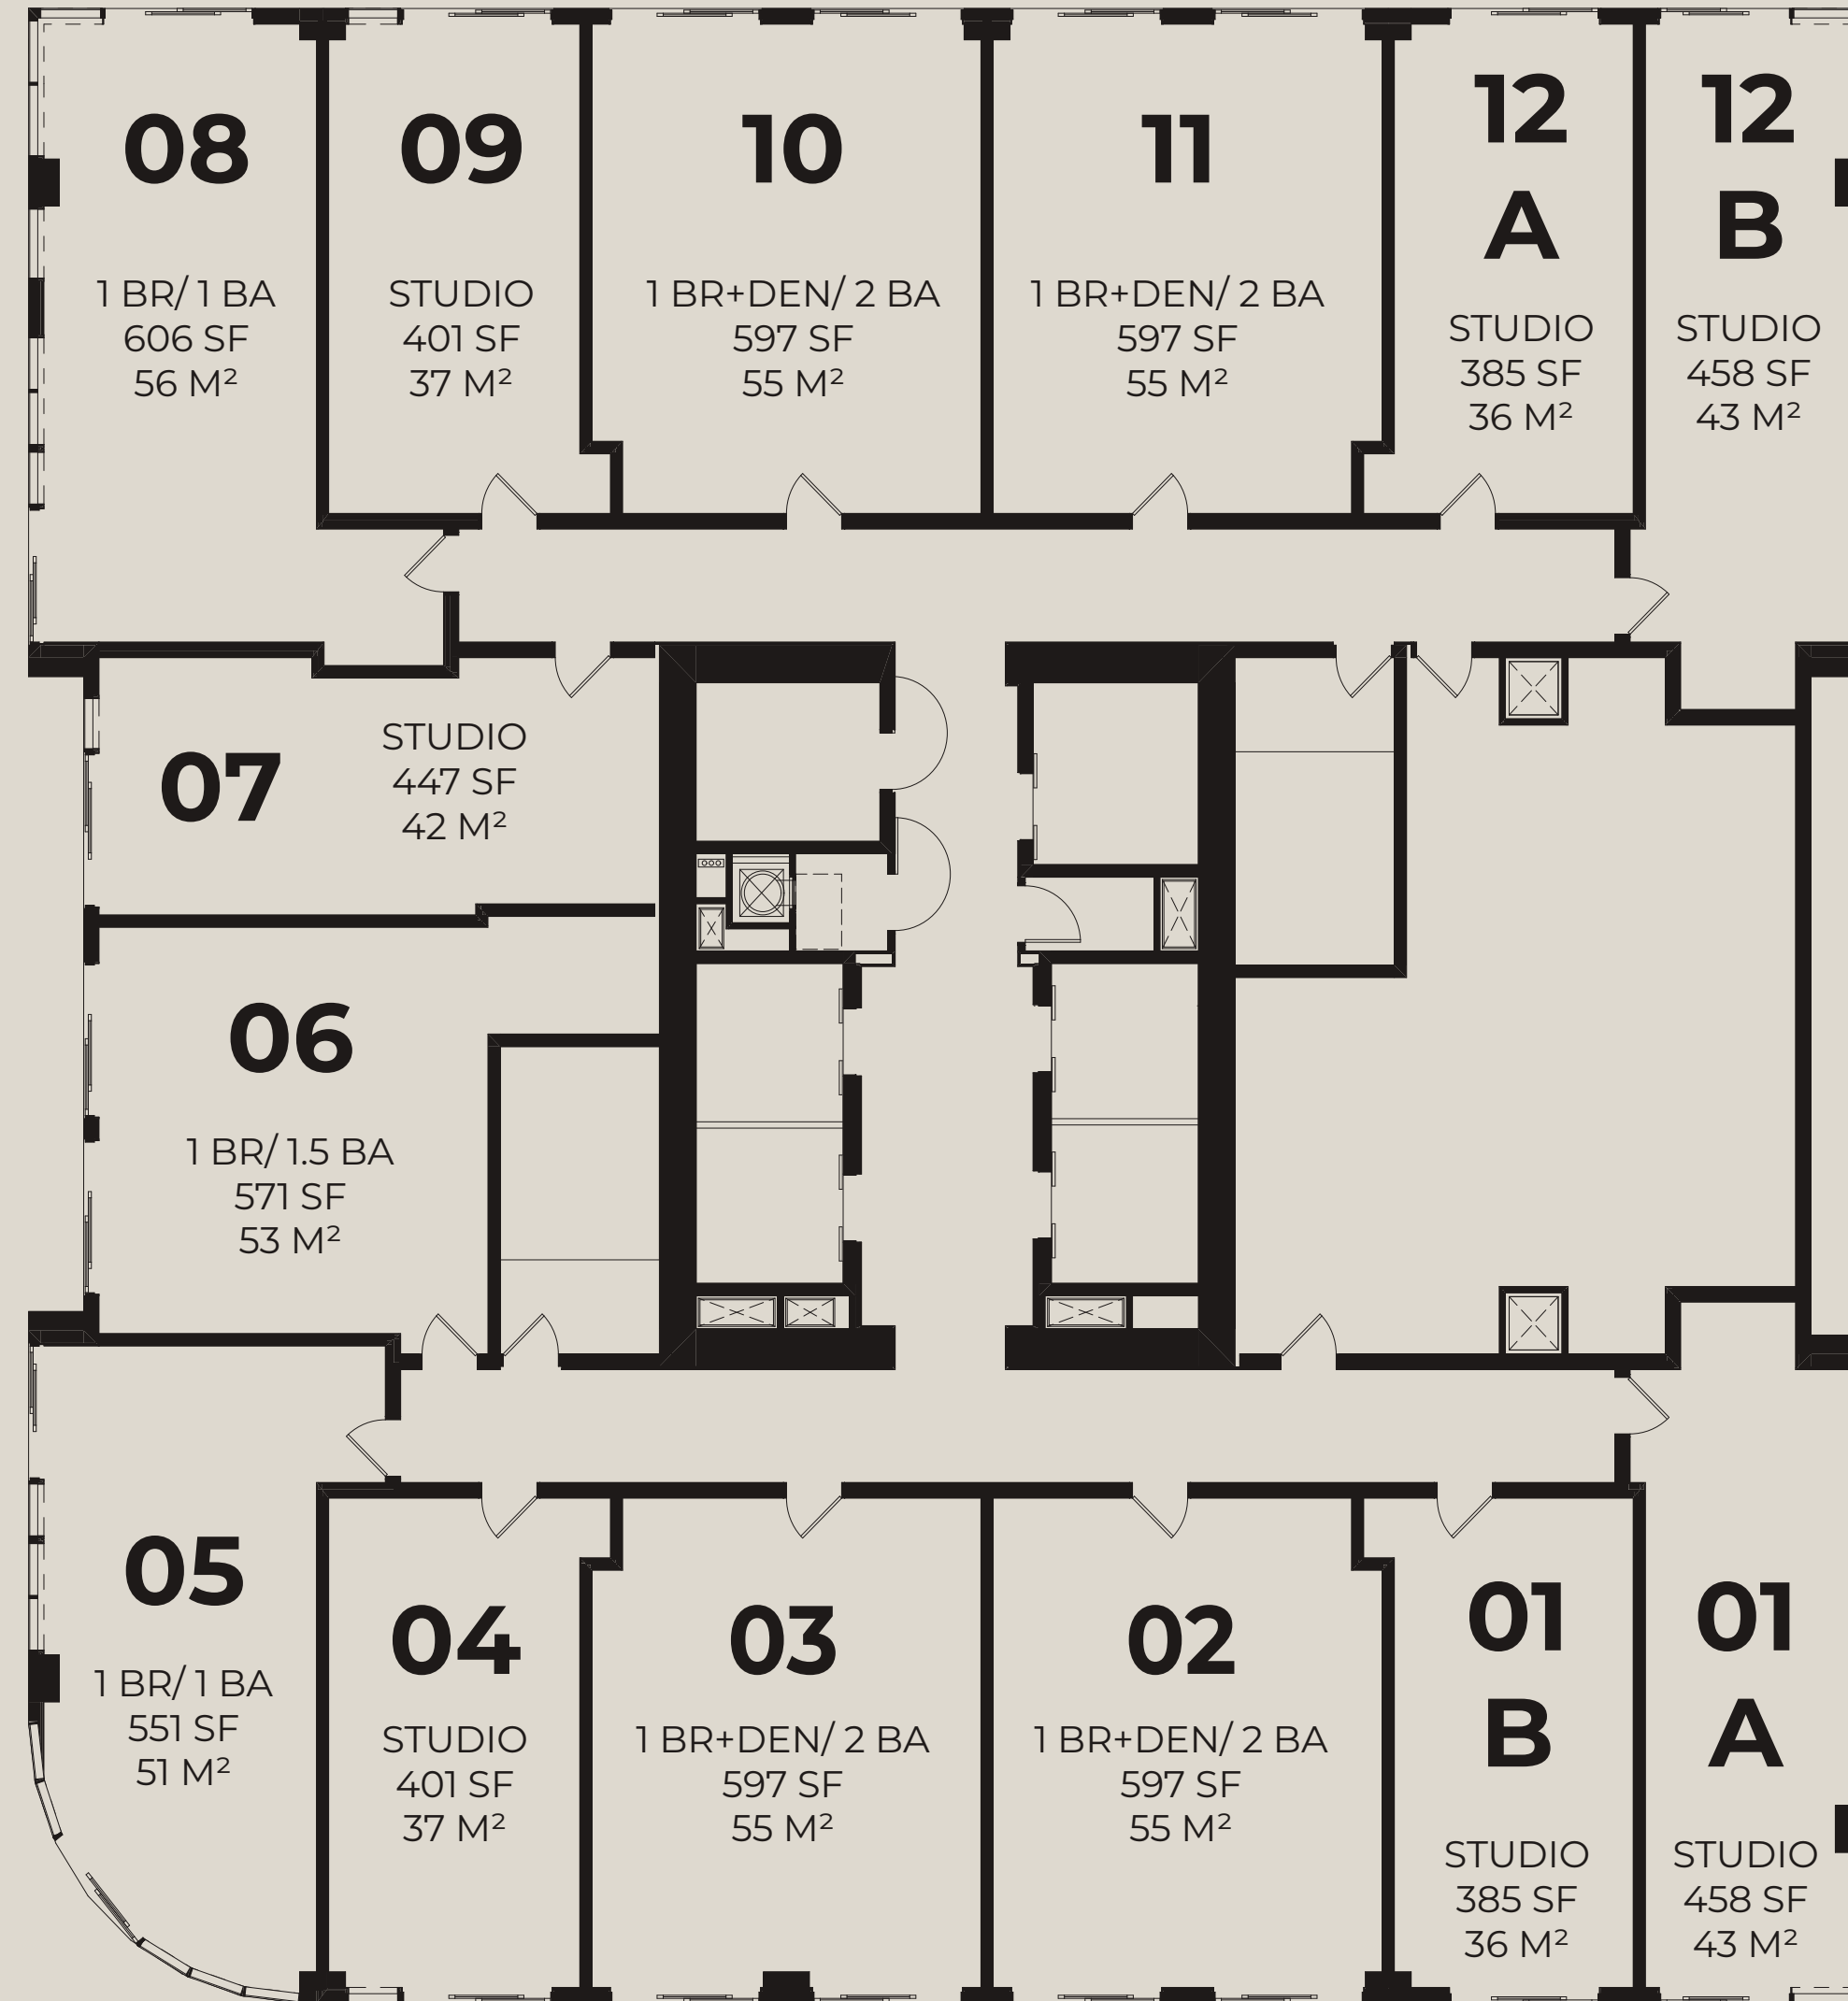 08
1 BR/ 1 BA
606 SF
56 M²
09
STUDIO
401 SF
37 M²
10
1 BR+DEN/ 2 BA
597 SF
55 M²
11
1 BR+DEN/ 2 BA
597 SF
55 M²
12
A
STUDIO
385 SF
36 M²
12
B
STUDIO
458 SF
43 M²
07
STUDIO
447 SF
42 M²
06
1 BR/ 1.5 BA
571 SF
53 M²
05
1 BR/ 1 BA
551 SF
51 M²
04
STUDIO
401 SF
37 M²
03
1 BR+DEN/ 2 BA
597 SF
55 M²
02
1 BR+DEN/ 2 BA
597 SF
55 M²
01
B
STUDIO
385 SF
36 M²
01
A
STUDIO
458 SF
43 M²